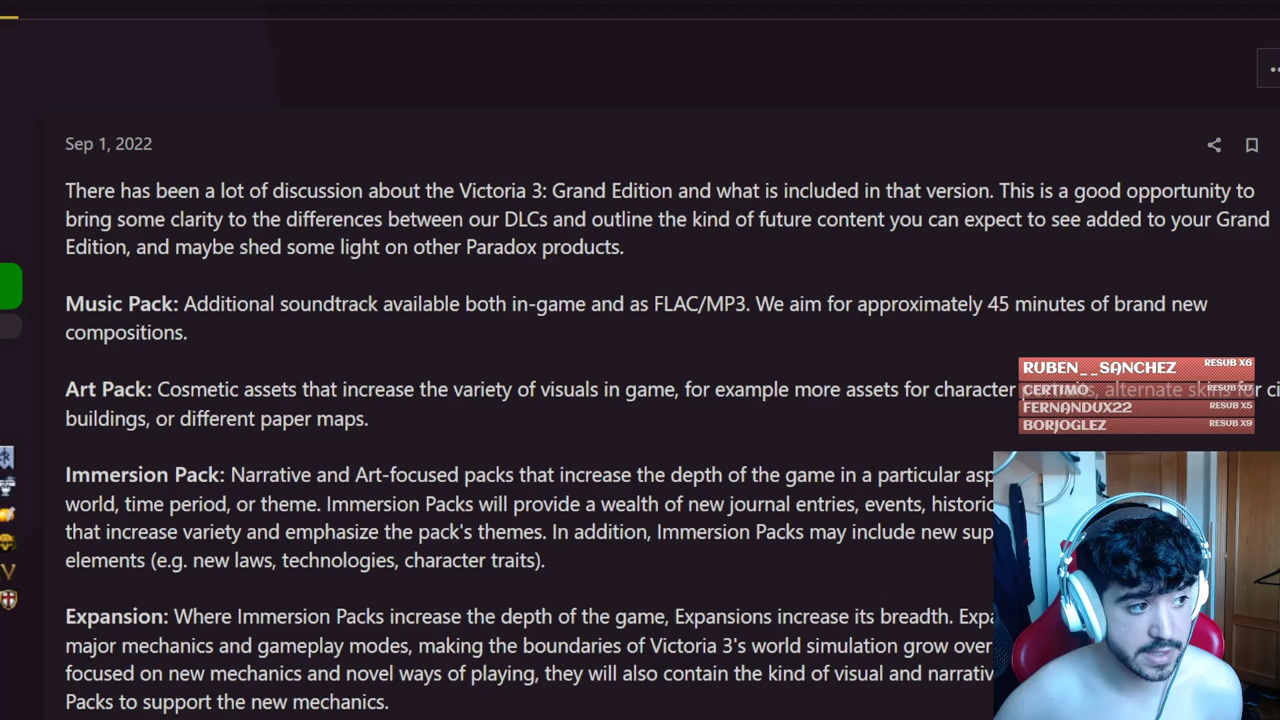 Sep 1, 2022
There has been a lot of discussion about the Victoria 3: Grand Edition and what is included in that version. This is a good opportunity to
bring some clarity to the differences between our DLCs and outline the kind of future content you can expect to see added to your Grand
Edition, and maybe shed some light on other Paradox products.
Music Pack: Additional soundtrack available both in-game and as FLAC/MP3. We aim for approximately 45 minutes of brand new
compositions.
Art Pack: Cosmetic assets that increase the variety of visuals in game, for example more assets for character alternate skins for
buildings, or different paper maps.
RUBEN__SANCHEZ RESUB X6
CERTIMO RESUB X17
FERNANDUX22 RESUB X5
BORJOGLEZ RESUB X9
Immersion Pack: Narrative and Art-focused packs that increase the depth of the game in a particular
world, time period, or theme. Immersion Packs will provide a wealth of new journal entries, events,
that increase variety and emphasize the pack's themes. In addition, Immersion Packs may include new
elements (e.g. new laws, technologies, character traits).
Expansion: Where Immersion Packs increase the depth of the game, Expansions increase its breadth.
major mechanics and gameplay modes, making the boundaries of Victoria 3's world simulation grow over
focused on new mechanics and novel ways of playing, they will also contain the kind of visual and
Packs to support the new mechanics.